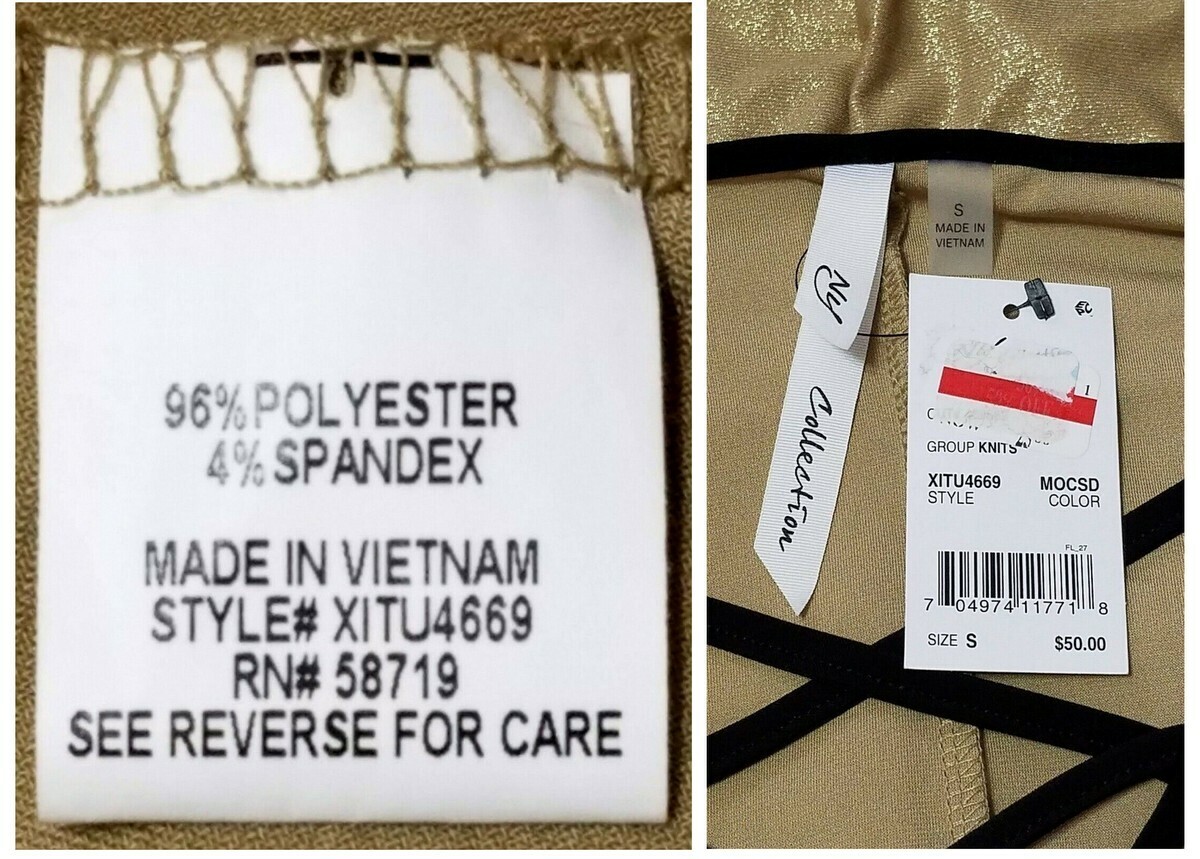 96% POLYESTER
4% SPANDEX
MADE IN VIETNAM
STYLE# XITU4669
RN# 58719
SEE REVERSE FOR CARE
S
MADE IN
VIETNAM
NY
Collection
1
GROUP KNITS
XITU4669 MOCSD
STYLE COLOR
FL_27
7 04974 11771 8
SIZE S $50.00